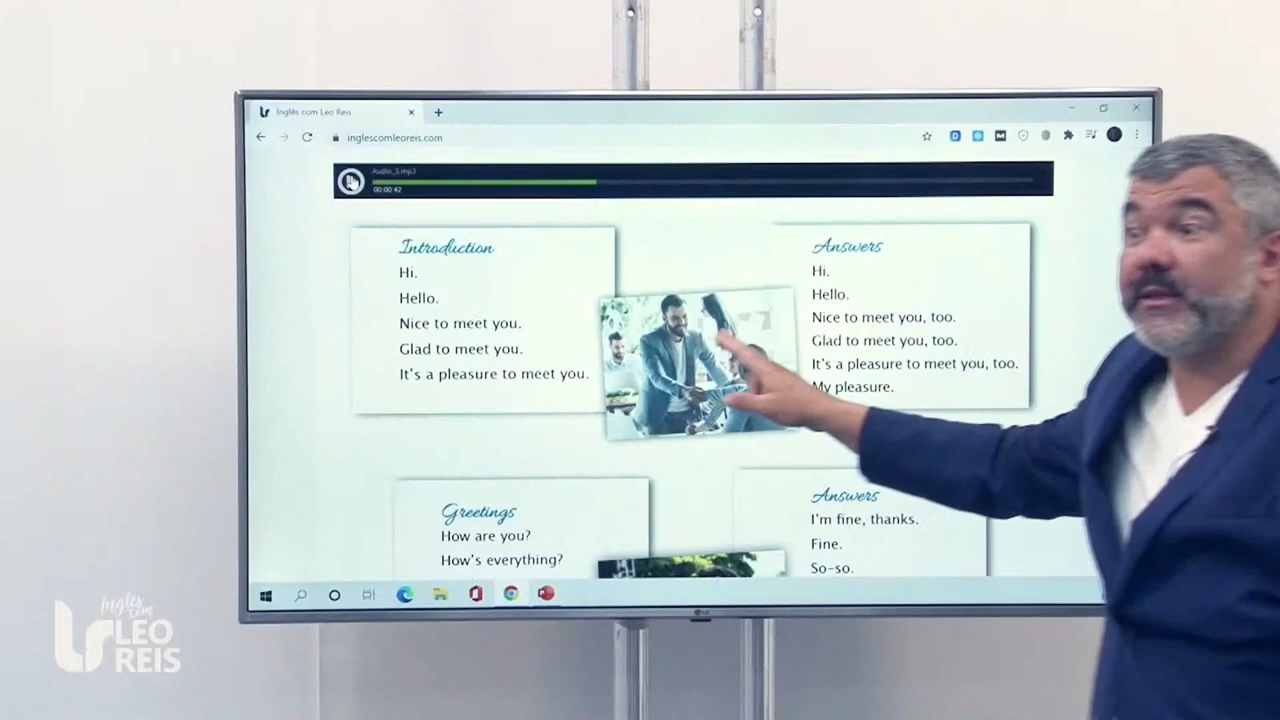 Inglês com Leo Reis
inglescomleoreis.com
Audio_3.mp3
00:00:42
Introduction
Hi.
Hello.
Nice to meet you.
Glad to meet you.
It's a pleasure to meet you.
Answers
Hi.
Hello.
Nice to meet you, too.
Glad to meet you, too.
It's a pleasure to meet you, too.
My pleasure.
Greetings
How are you?
How's everything?
Answers
I'm fine, thanks.
Fine.
So-so.
LG
Inglês
com
LEO
REIS